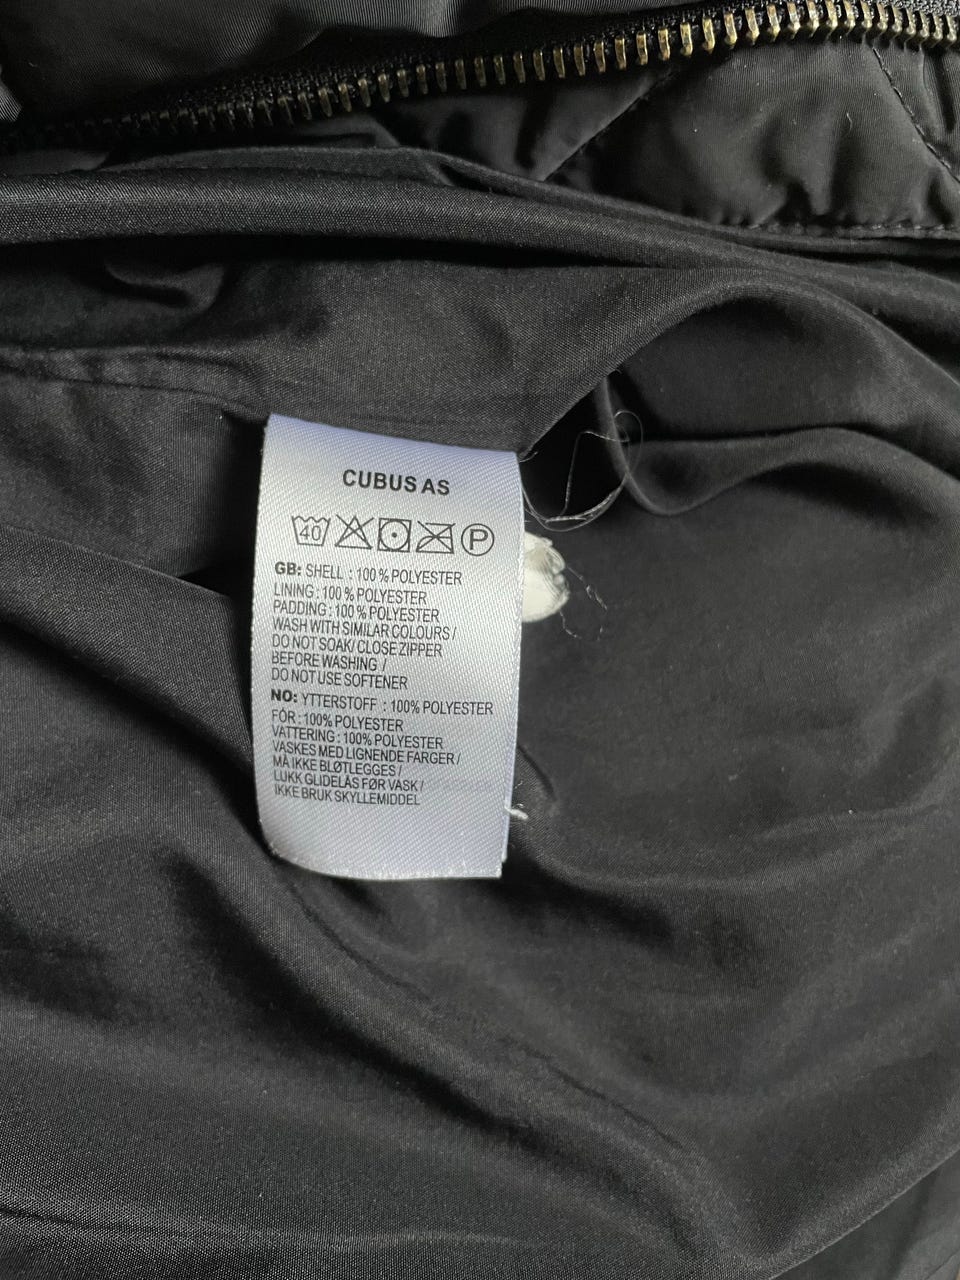 CUBUS AS
40 P
GB: SHELL : 100 % POLYESTER
LINING : 100 % POLYESTER
PADDING : 100 % POLYESTER
WASH WITH SIMILAR COLOURS /
DO NOT SOAK/ CLOSE ZIPPER
BEFORE WASHING /
DO NOT USE SOFTENER
NO: YTTERSTOFF : 100% POLYESTER
FÓR : 100% POLYESTER
VATTERING : 100% POLYESTER
VASKES MED LIGNENDE FARGER /
MÅ IKKE BLØTLEGGES /
LUKK GLIDELÅS FØR VASK /
IKKE BRUK SKYLLEMIDDEL